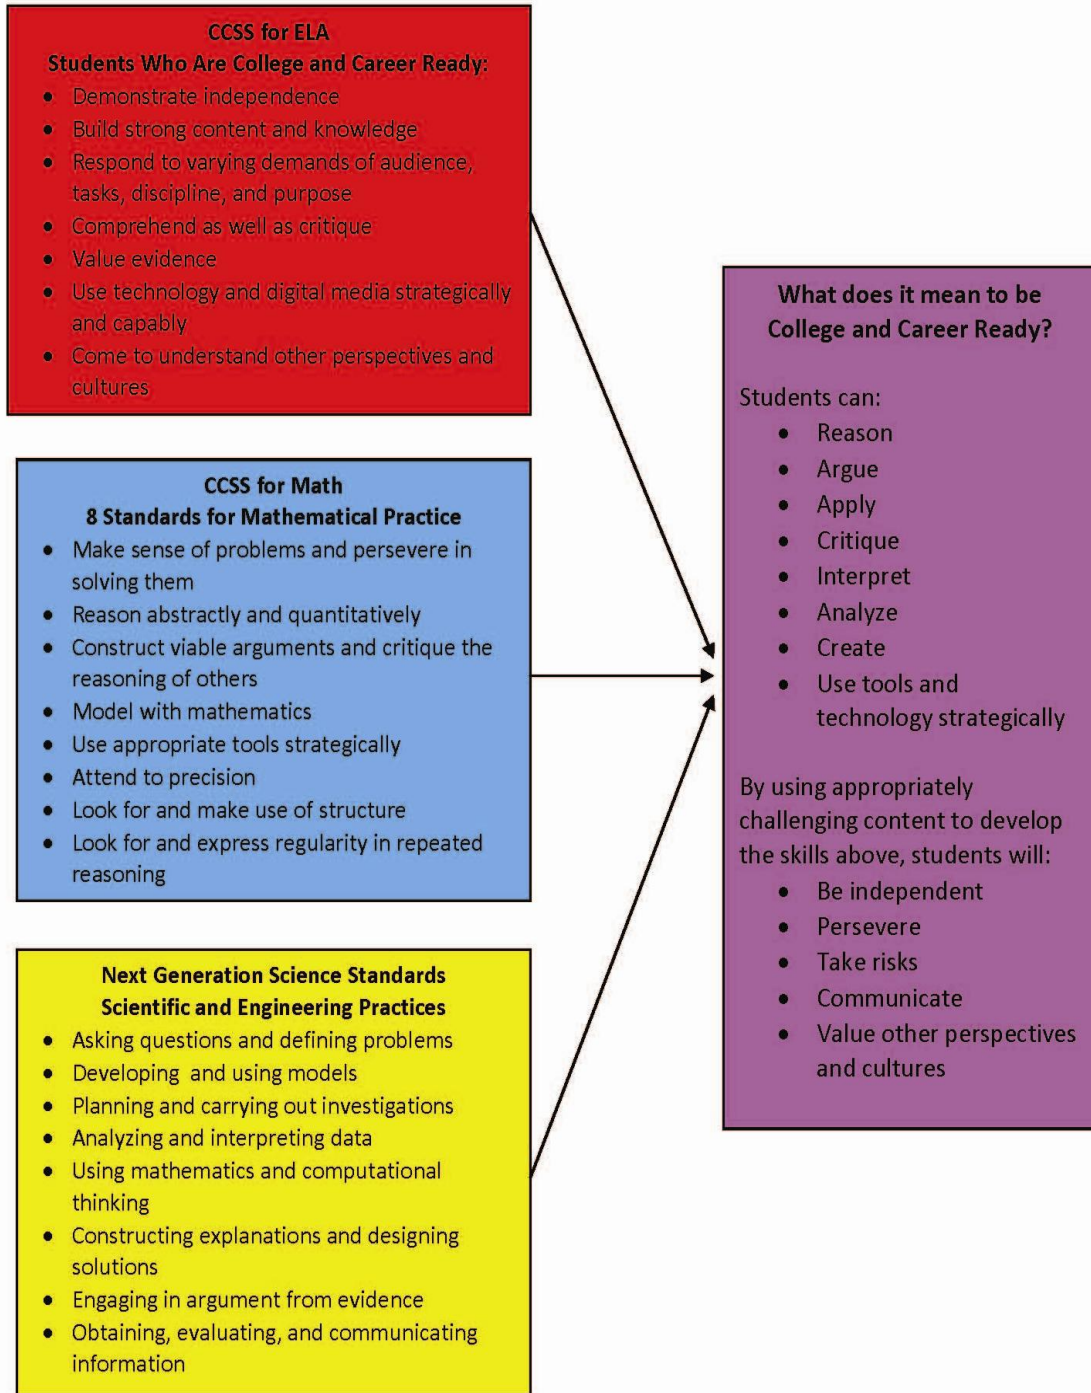 CCSS for ELA
Students Who Are College and Career Ready:
• Demonstrate independence
• Build strong content and knowledge
• Respond to varying demands of audience,
tasks, discipline, and purpose
• Comprehend as well as critique
• Value evidence
• Use technology and digital media strategically
and capably
• Come to understand other perspectives and
cultures
CCSS for Math
8 Standards for Mathematical Practice
• Make sense of problems and persevere in
solving them
• Reason abstractly and quantitatively
• Construct viable arguments and critique the
reasoning of others
• Model with mathematics
• Use appropriate tools strategically
• Attend to precision
• Look for and make use of structure
• Look for and express regularity in repeated
reasoning
Next Generation Science Standards
Scientific and Engineering Practices
• Asking questions and defining problems
• Developing and using models
• Planning and carrying out investigations
• Analyzing and interpreting data
• Using mathematics and computational
thinking
• Constructing explanations and designing
solutions
• Engaging in argument from evidence
• Obtaining, evaluating, and communicating
information
What does it mean to be
College and Career Ready?
Students can:
• Reason
• Argue
• Apply
• Critique
• Interpret
• Analyze
• Create
• Use tools and
technology strategically
By using appropriately
challenging content to develop
the skills above, students will:
• Be independent
• Persevere
• Take risks
• Communicate
• Value other perspectives
and cultures